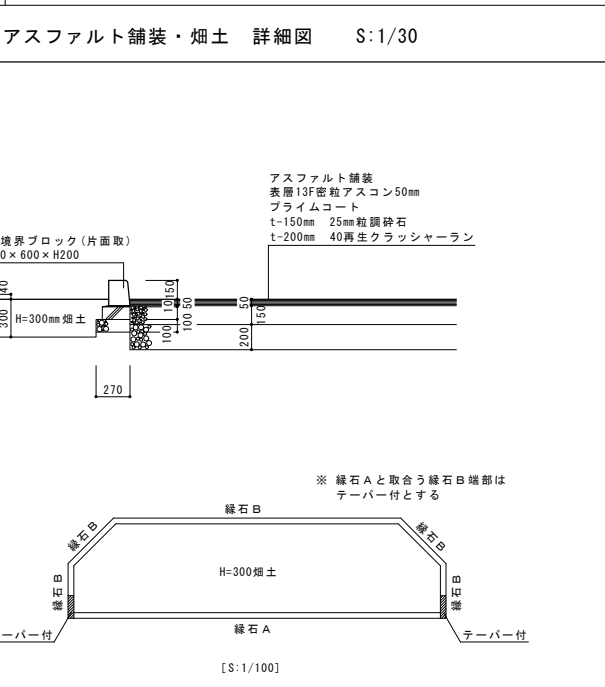 アスファルト舗装・畑土　詳細図　　S:1/30
アスファルト舗装
表層13F密粒アスコン50mm
プライムコート
t-150mm　25mm粒調砕石
t-200mm　40再生クラッシャーラン
境界ブロック(片面取)
0×600×H200
40
300
H=300mm畑土
150
10
50
100
100
50
150
200
270
※ 縁石Ａと取合う縁石Ｂ端部は
テーパー付とする
縁石Ｂ
縁石Ｂ
縁石Ｂ
縁石Ｂ
縁石Ｂ
H=300畑土
縁石Ａ
ーパー付
テーパー付
[S:1/100]